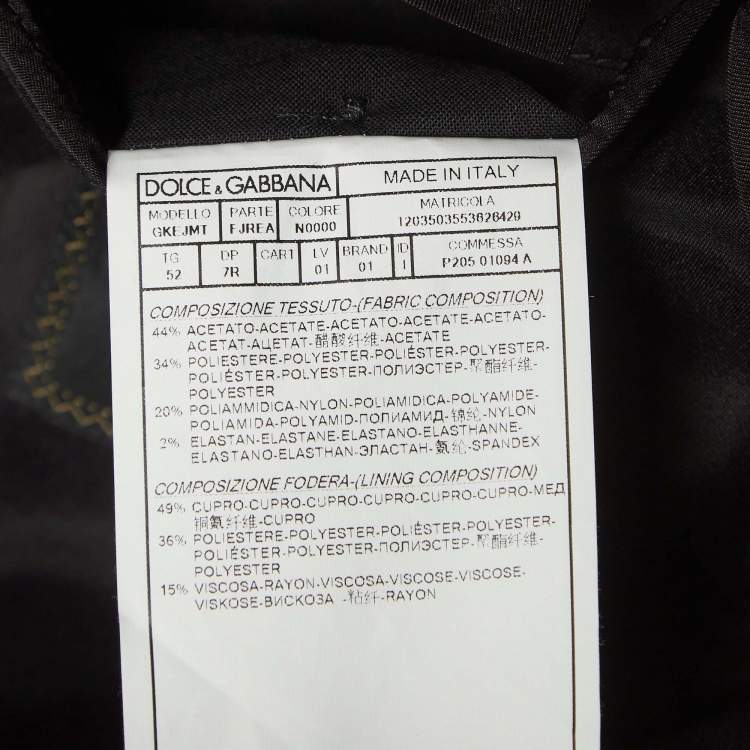 DOLCE & GABBANA MADE IN ITALY
MODELLO PARTE COLORE MATRICOLA
GKEJMT FJREA N0000 1203503553626429
TG DP CART LV BRAND ID COMMESSA
52 7R 01 01 I P205 01094 A
COMPOSIZIONE TESSUTO-(FABRIC COMPOSITION)
44% ACETATO-ACETATE-ACETATO-ACETATE-ACETATO-
ACETAT-АЦЕТАТ-醋酸纤维-ACETATE
34% POLIESTERE-POLYESTER-POLIÉSTER-POLYESTER-
POLIÉSTER-POLYESTER-ПОЛИЭСТЕР-聚酯纤维-
POLYESTER
20% POLIAMMIDICA-NYLON-POLIAMIDICA-POLYAMIDE-
POLIAMIDA-POLYAMID-ПОЛИАМИД-锦纶-NYLON
2% ELASTAN-ELASTANE-ELASTANO-ELASTHANNE-
ELASTANO-ELASTHAN-ЭЛАСТАН-氨纶-SPANDEX
COMPOSIZIONE FODERA-(LINING COMPOSITION)
49% CUPRO-CUPRO-CUPRO-CUPRO-CUPRO-CUPRO-МЕД
铜氨纤维-CUPRO
36% POLIESTERE-POLYESTER-POLIÉSTER-POLYESTER-
POLIÉSTER-POLYESTER-ПОЛИЭСТЕР-聚酯纤维-
POLYESTER
15% VISCOSA-RAYON-VISCOSA-VISCOSE-VISCOSE-
VISKOSE-ВИСКОЗА -粘纤-RAYON